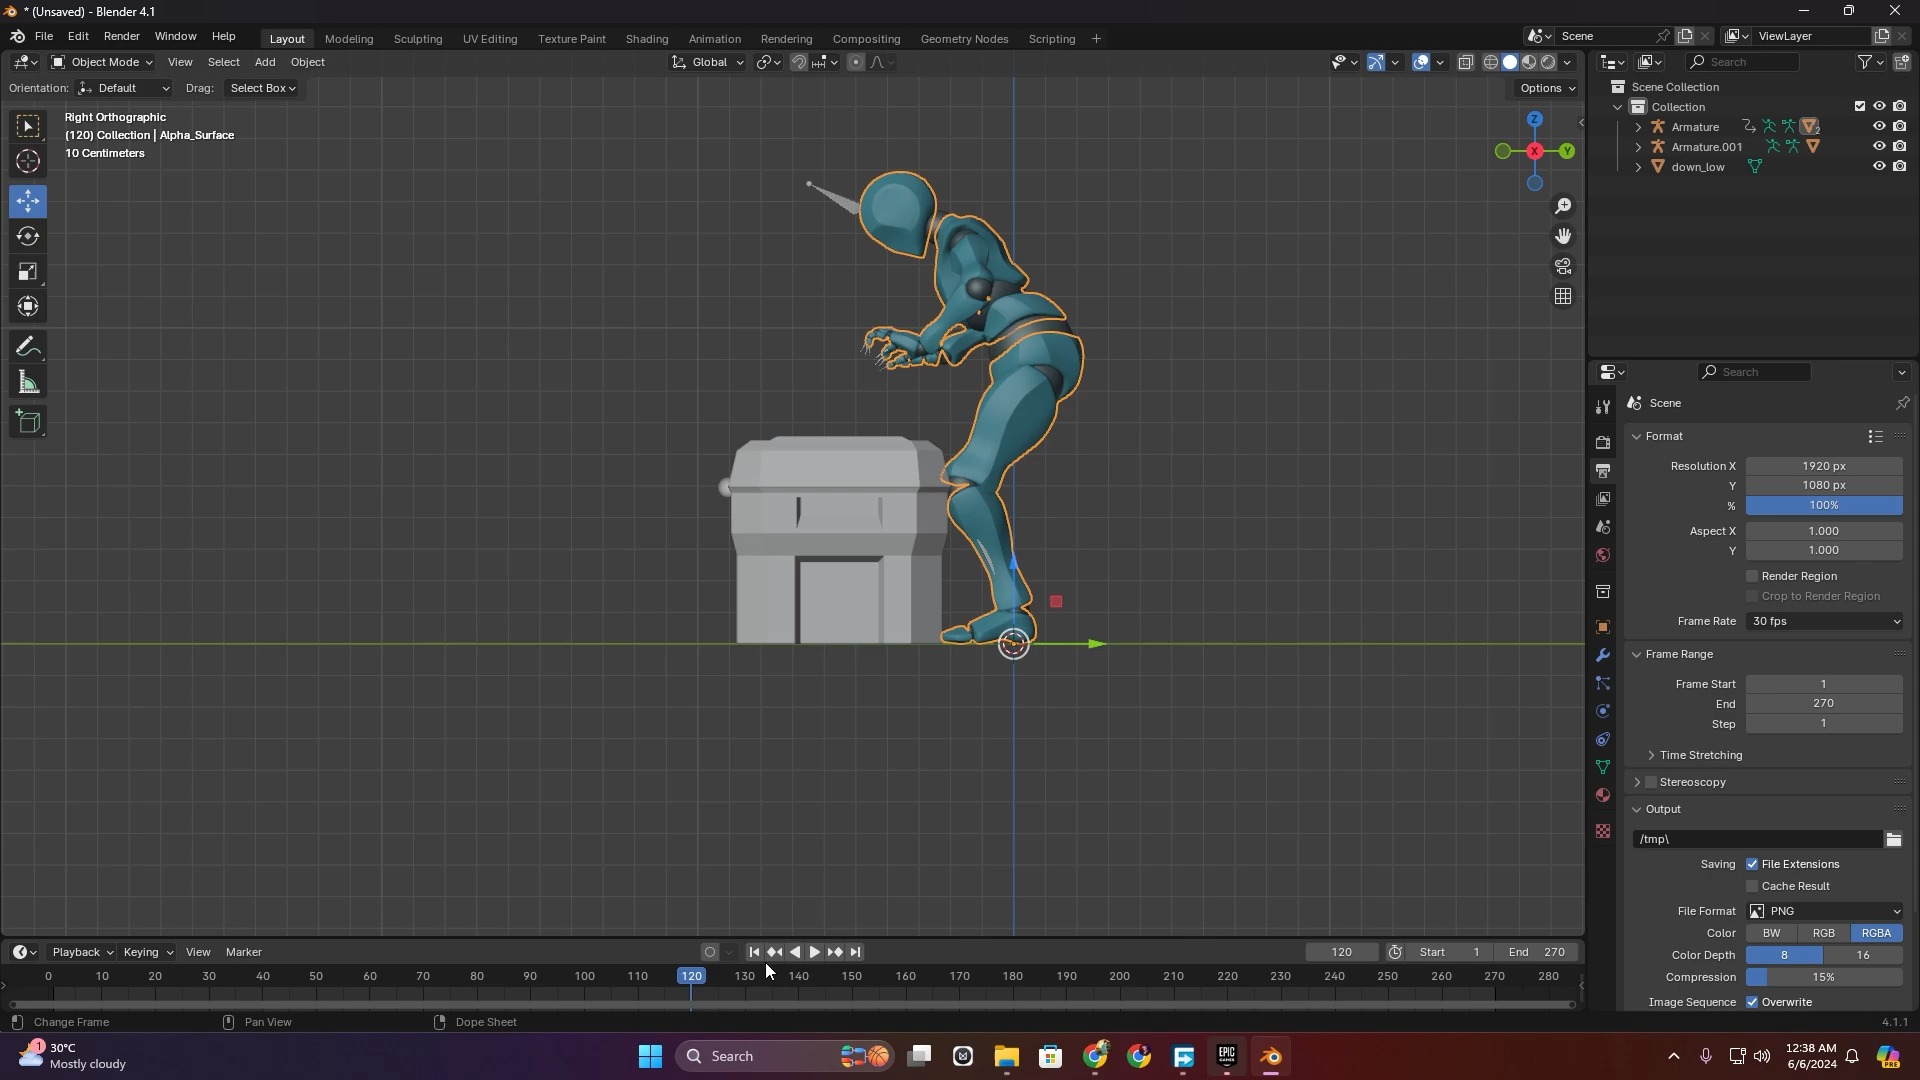 * (Unsaved) - Blender 4.1
File Edit Render Window Help Layout Modeling Sculpting UV Editing Texture Paint Shading Animation Rendering Compositing Geometry Nodes Scripting + Scene ViewLayer
Object Mode View Select Add Object Global Search
Orientation: Default Drag: Select Box Options
Right Orthographic
(120) Collection | Alpha_Surface
10 Centimeters
Z
X
Y
Scene Collection
Collection
Armature 2
Armature.001
down_low
Search
Scene
Format
Resolution X 1920 px
Y 1080 px
% 100%
Aspect X 1.000
Y 1.000
Render Region
Crop to Render Region
Frame Rate 30 fps
Frame Range
Frame Start 1
End 270
Step 1
Time Stretching
Stereoscopy
Output
/tmp\
Saving File Extensions
Cache Result
File Format PNG
Color BW RGB RGBA
Color Depth 8 16
Compression 15%
Image Sequence Overwrite
Playback Keying View Marker 120 Start 1 End 270
0 10 20 30 40 50 60 70 80 90 100 110 120 130 140 150 160 170 180 190 200 210 220 230 240 250 260 270 280
Change Frame Pan View Dope Sheet 4.1.1
1 30°C
Mostly cloudy
Search
EPIC
GAMES
12:38 AM
6/6/2024
PRE